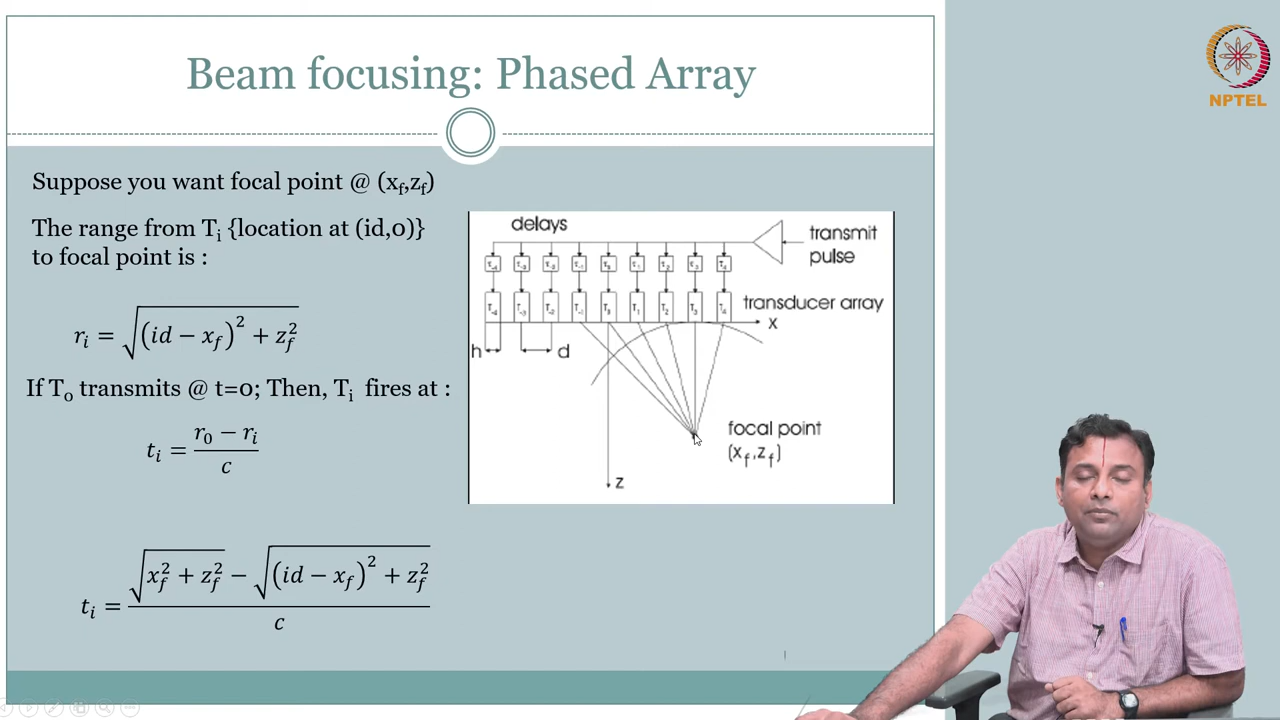 Beam focusing: Phased Array
NPTEL
Suppose you want focal point @ (x_f,z_f)
The range from T_i {location at (id,0)}
to focal point is :
r_i = √((id − x_f)² + z_f²)
If T_0 transmits @ t=0; Then, T_i fires at :
t_i = (r_0 − r_i) / c
t_i = (√(x_f² + z_f²) − √((id − x_f)² + z_f²)) / c
delays
transmit
pulse
transducer array
x
h
d
focal point
(x_f,z_f)
z